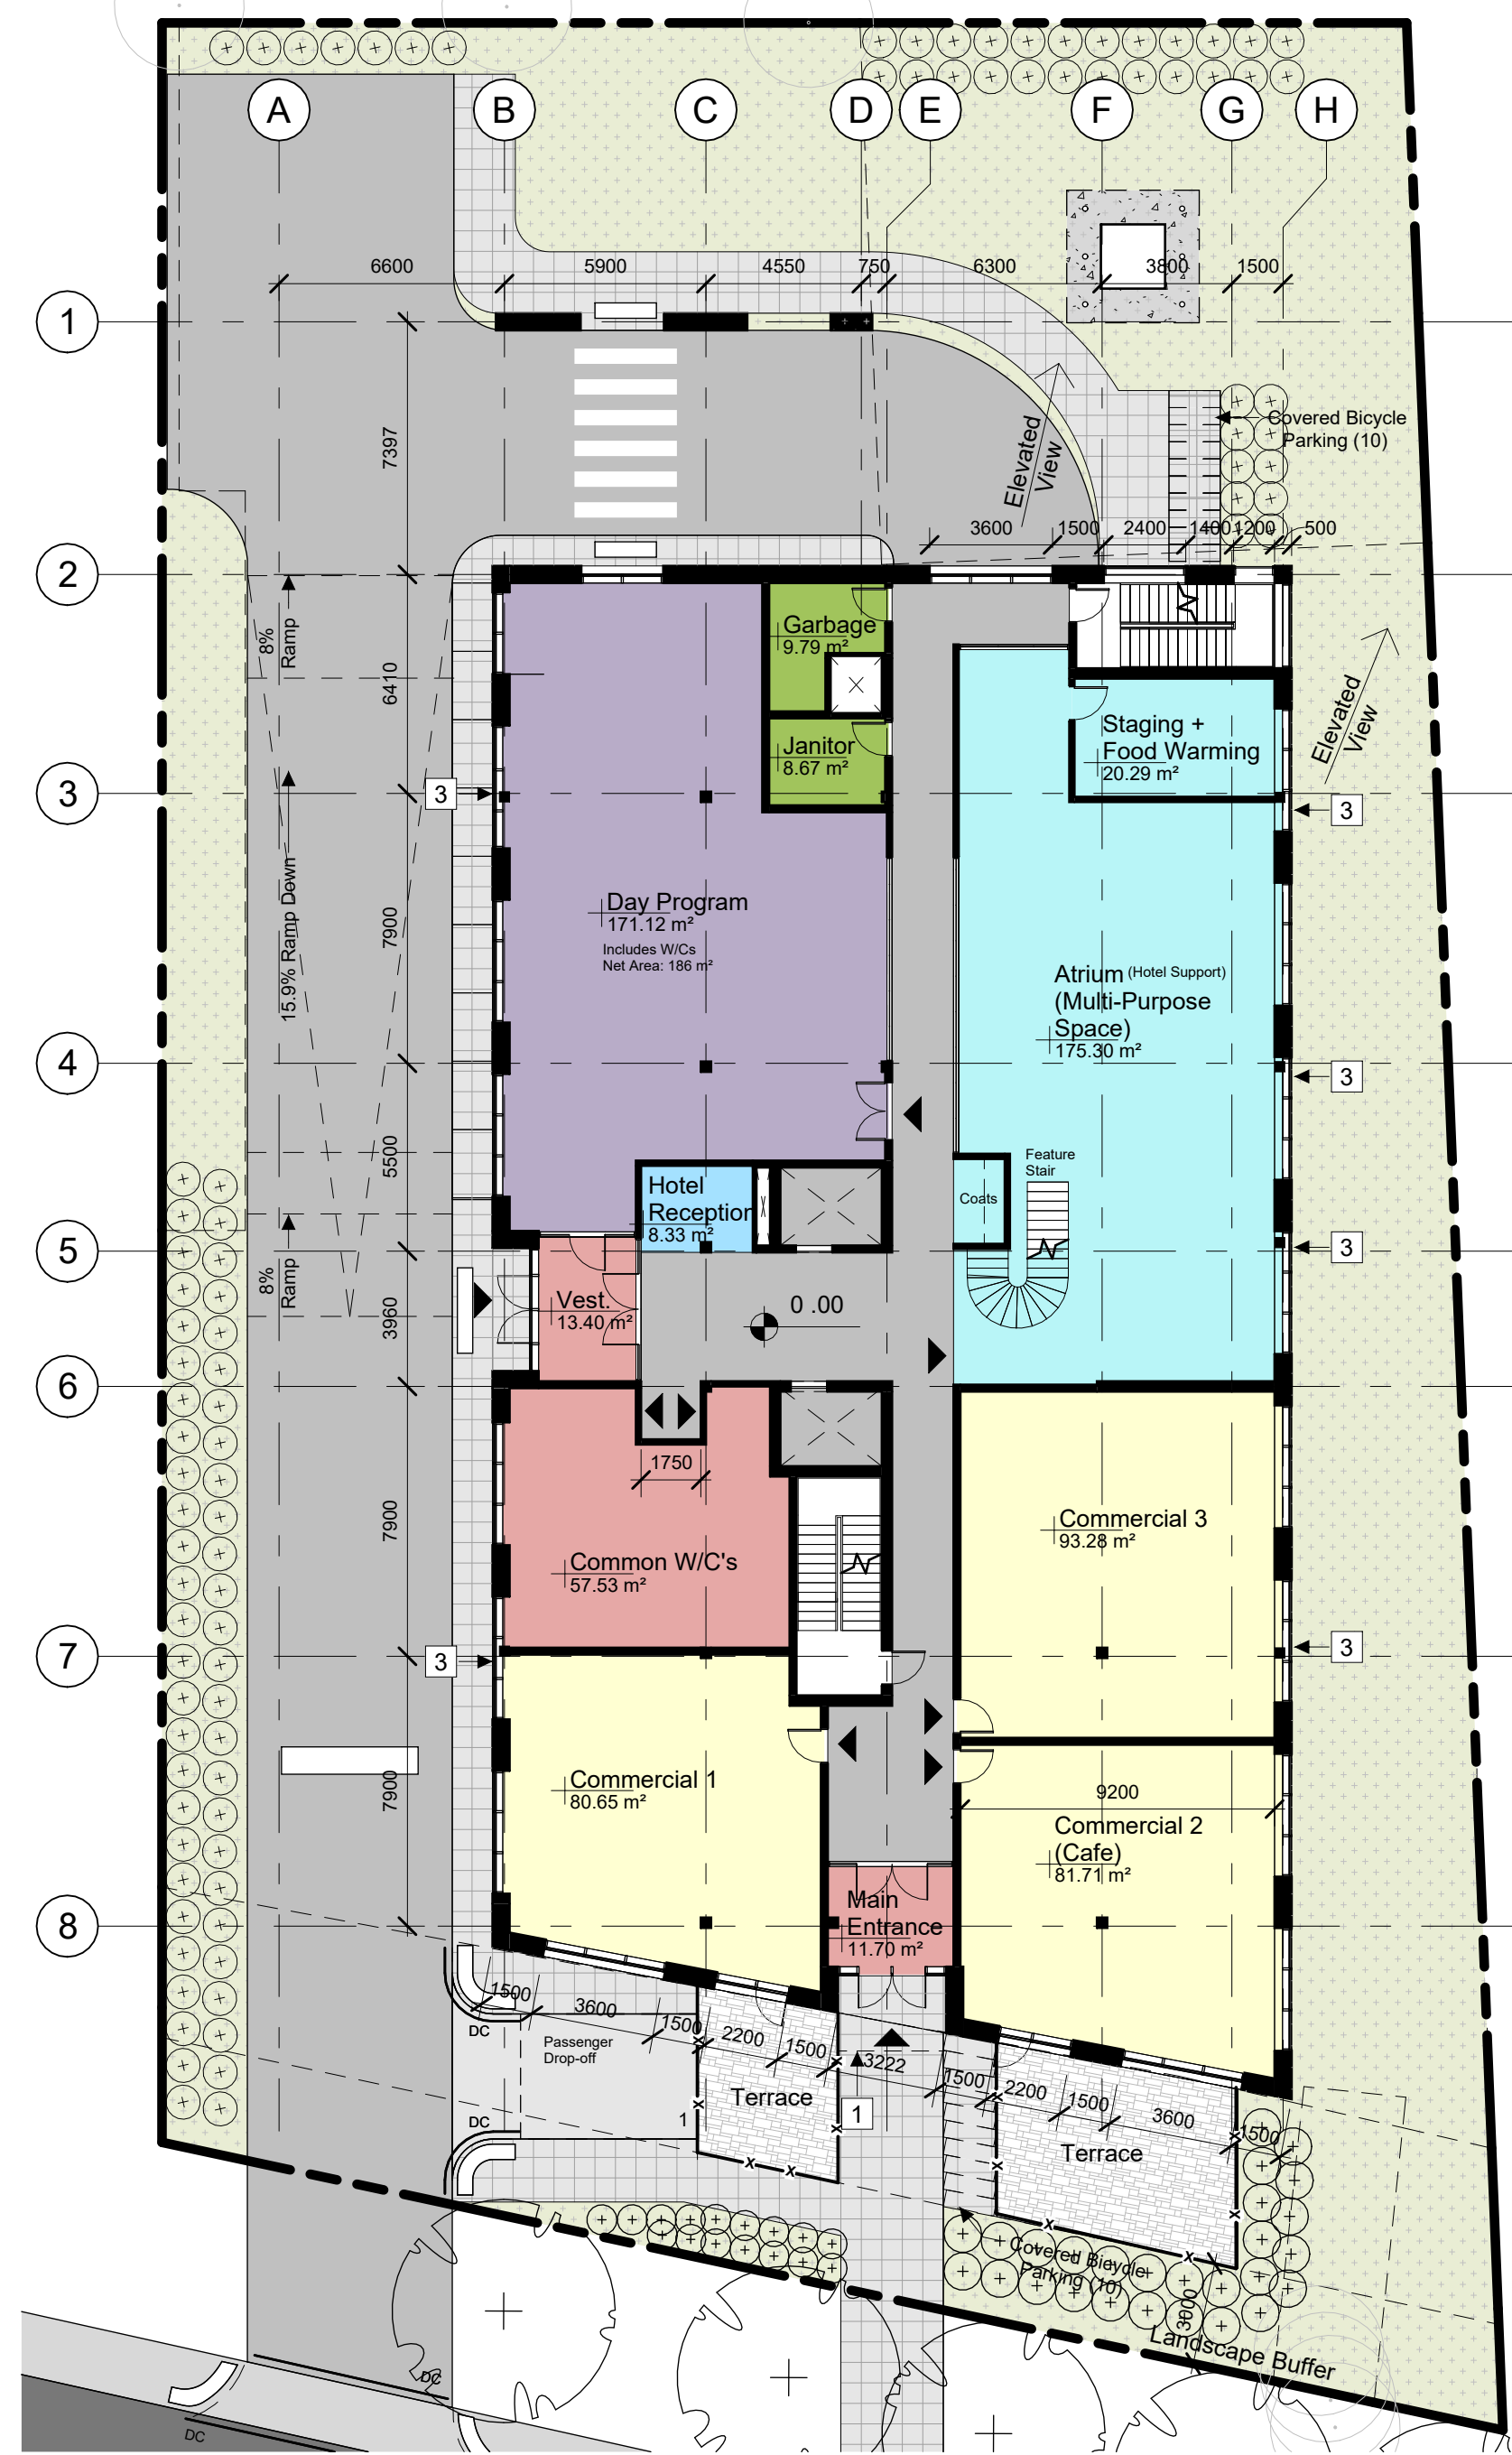 A
B
C
D
E
F
G
H
6600
5900
4550
750
6300
3800
1500
1
7397
Elevated
View
Covered Bicycle
Parking (10)
3600
1500
2400
1400
1200
500
2
8%
Ramp
6410
Garbage
9.79 m²
Janitor
8.67 m²
Staging +
Food Warming
20.29 m²
Elevated
View
3
3
3
15.9% Ramp Down
7900
Day Program
171.12 m²
Includes W/Cs
Net Area: 186 m²
Atrium (Hotel Support)
(Multi-Purpose
Space)
175.30 m²
4
3
5500
Hotel
Reception
8.33 m²
Coats
Feature
Stair
5
3
8%
Ramp
3960
Vest.
13.40 m²
0 .00
6
1750
7900
Common W/C's
57.53 m²
Commercial 3
93.28 m²
7
3
3
7900
Commercial 1
80.65 m²
9200
Commercial 2
(Cafe)
81.71 m²
8
Main
Entrance
11.70 m²
1500
3600
1500
2200
1500
3222
1500
2200
1500
3600
1500
DC
Passenger
Drop-off
Terrace
1
1
Terrace
DC
Covered Bicycle
Parking (10)
3000
Landscape Buffer
DC
DC